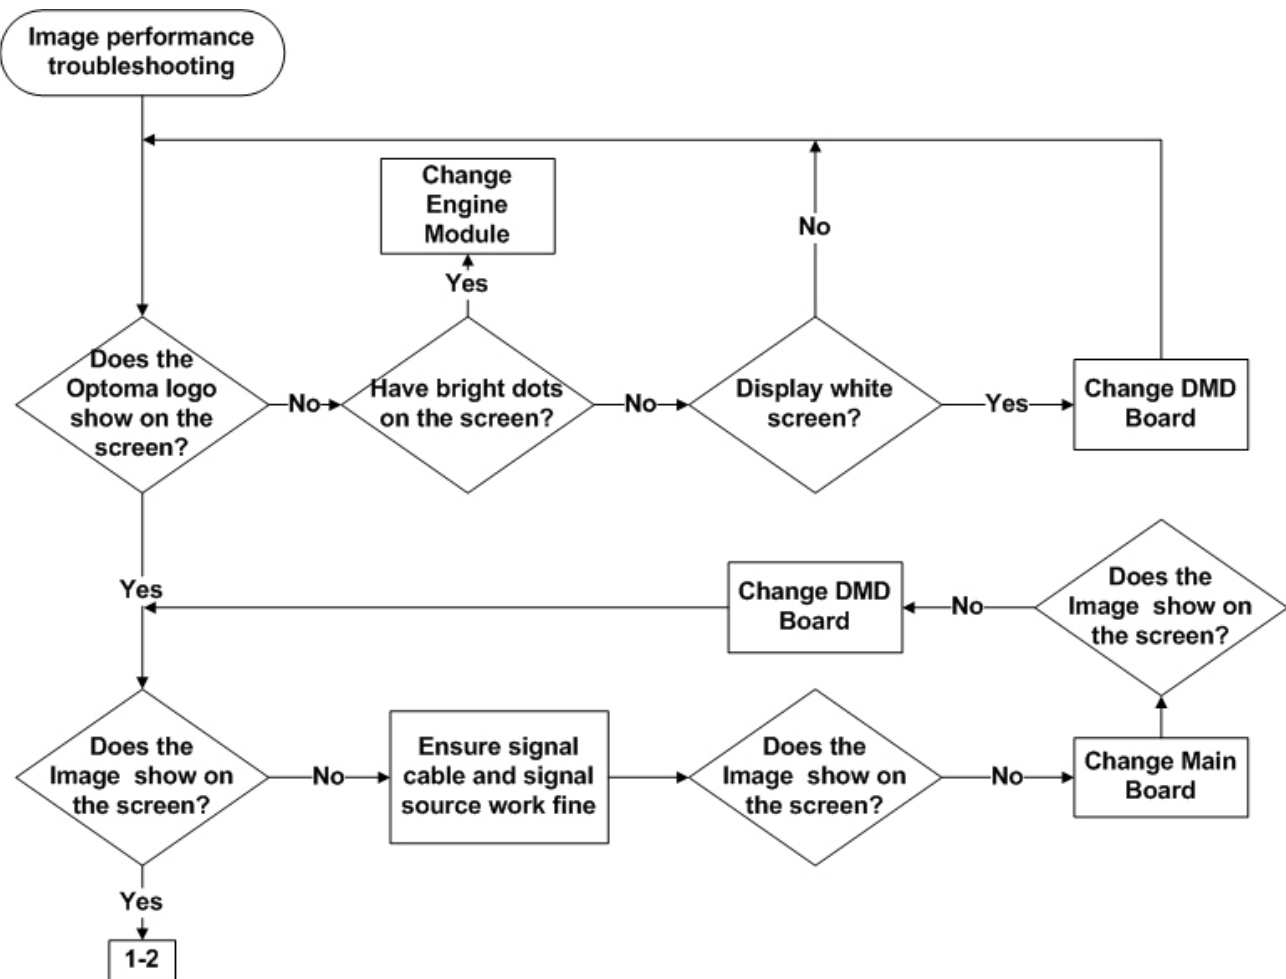 Image performance
troubleshooting
Change
Engine
Module
No
Yes
Does the
Optoma logo
show on the
screen?
No
Have bright dots
on the screen?
No
Display white
screen?
Yes
Change DMD
Board
Yes
Change DMD
Board
No
Does the
Image show on
the screen?
Does the
Image show on
the screen?
No
Ensure signal
cable and signal
source work fine
Does the
Image show on
the screen?
No
Change Main
Board
Yes
1-2